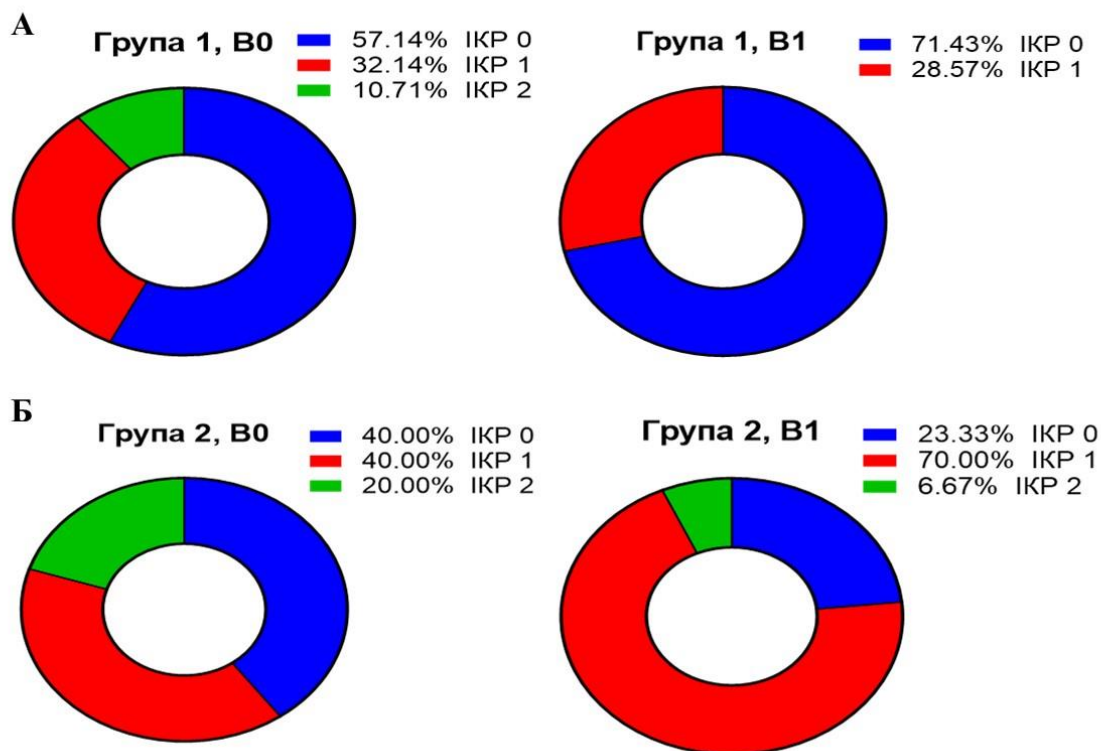 А
Група 1, В0
57.14% ІКР 0
32.14% ІКР 1
10.71% ІКР 2
Група 1, В1
71.43% ІКР 0
28.57% ІКР 1
Б
Група 2, В0
40.00% ІКР 0
40.00% ІКР 1
20.00% ІКР 2
Група 2, В1
23.33% ІКР 0
70.00% ІКР 1
6.67% ІКР 2